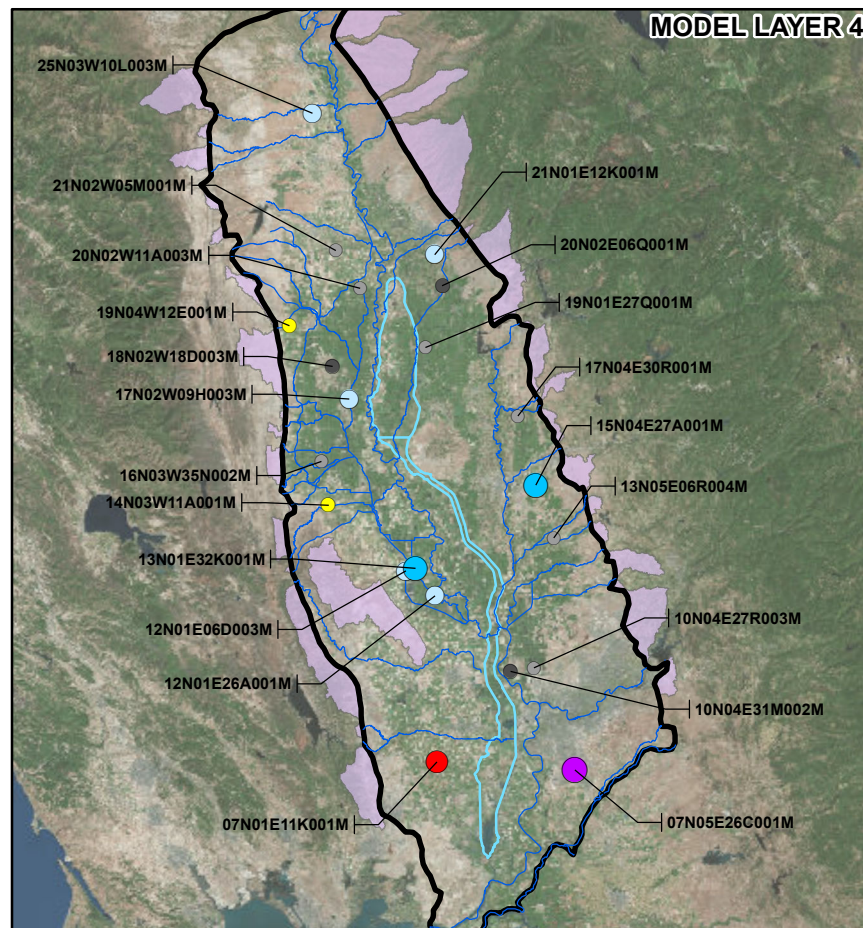 MODEL LAYER 4
25N03W10L003M
21N02W05M001M
21N01E12K001M
20N02W11A003M
20N02E06Q001M
19N04W12E001M
19N01E27Q001M
18N02W18D003M
17N04E30R001M
17N02W09H003M
15N04E27A001M
16N03W35N002M
13N05E06R004M
14N03W11A001M
13N01E32K001M
12N01E06D003M
10N04E27R003M
12N01E26A001M
10N04E31M002M
07N01E11K001M
07N05E26C001M